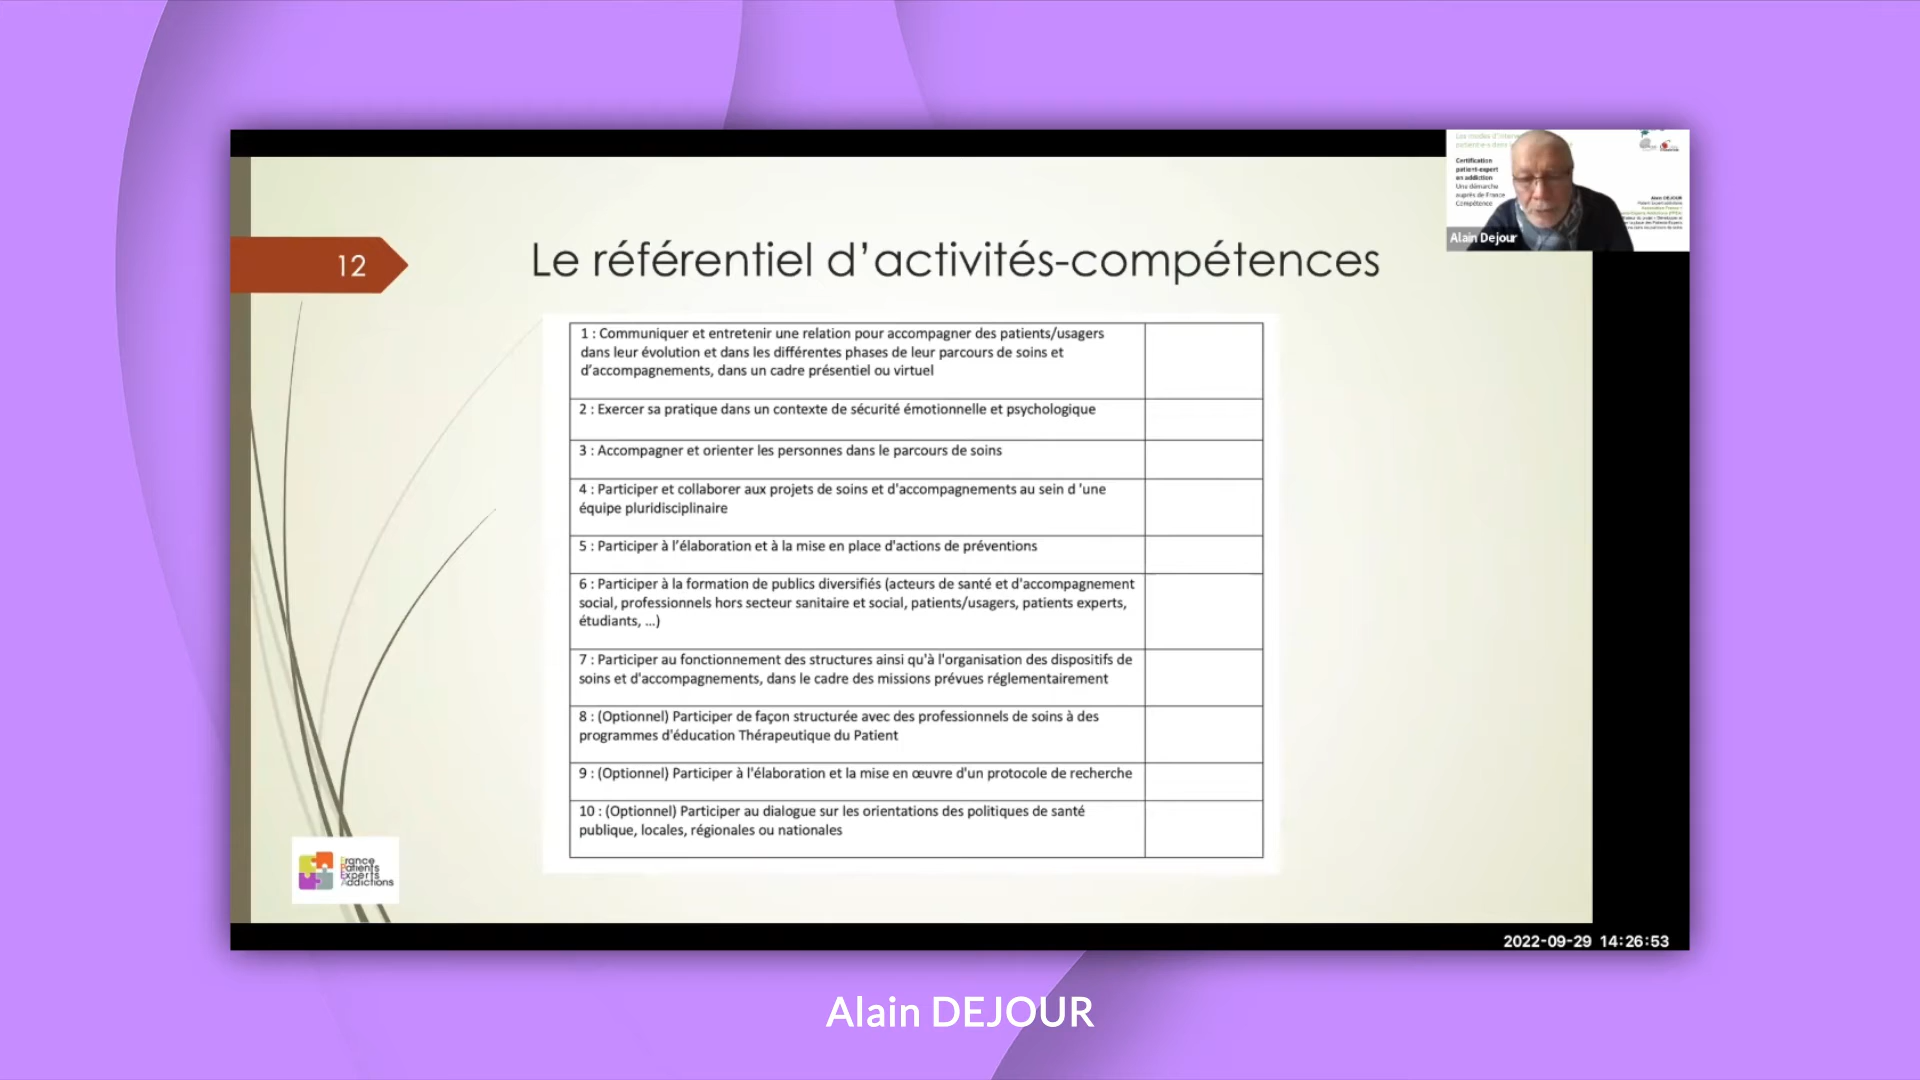 12
Le référentiel d’activités-compétences
1 : Communiquer et entretenir une relation pour accompagner des patients/usagers
dans leur évolution et dans les différentes phases de leur parcours de soins et
d’accompagnements, dans un cadre présentiel ou virtuel
2 : Exercer sa pratique dans un contexte de sécurité émotionnelle et psychologique
3 : Accompagner et orienter les personnes dans le parcours de soins
4 : Participer et collaborer aux projets de soins et d'accompagnements au sein d 'une
équipe pluridisciplinaire
5 : Participer à l’élaboration et à la mise en place d'actions de préventions
6 : Participer à la formation de publics diversifiés (acteurs de santé et d'accompagnement
social, professionnels hors secteur sanitaire et social, patients/usagers, patients experts,
étudiants, ...)
7 : Participer au fonctionnement des structures ainsi qu'à l'organisation des dispositifs de
soins et d'accompagnements, dans le cadre des missions prévues réglementairement
8 : (Optionnel) Participer de façon structurée avec des professionnels de soins à des
programmes d'éducation Thérapeutique du Patient
9 : (Optionnel) Participer à l'élaboration et la mise en œuvre d'un protocole de recherche
10 : (Optionnel) Participer au dialogue sur les orientations des politiques de santé
publique, locales, régionales ou nationales
France
Patients
Experts
Addictions
Certification
patient-expert
en addiction
Une démarche
auprès de France
Compétence
Alain DEJOUR
Alain Dejour
2022-09-29 14:26:53
Alain DEJOUR